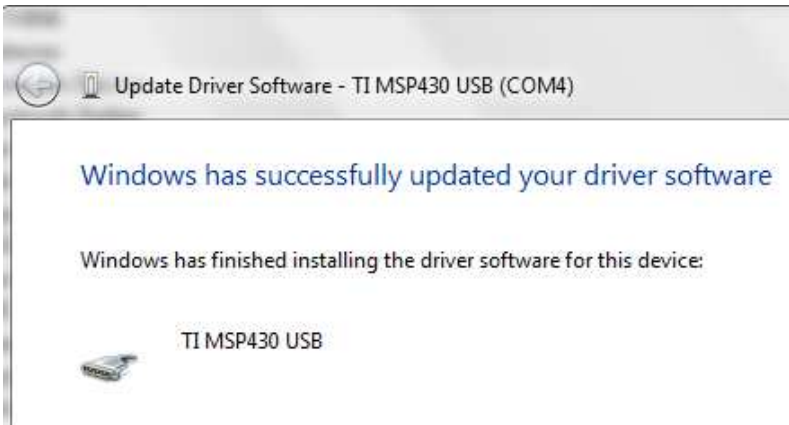 Update Driver Software - TI MSP430 USB (COM4)
Windows has successfully updated your driver software
Windows has finished installing the driver software for this device:
TI MSP430 USB